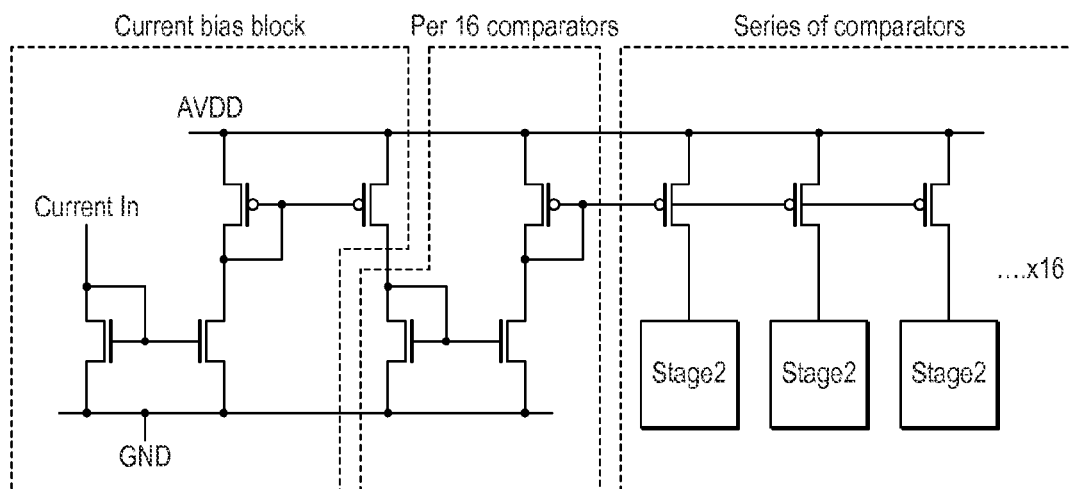 Current bias block
Per 16 comparators
Series of comparators
AVDD
Current In
....x16
Stage2
Stage2
Stage2
GND